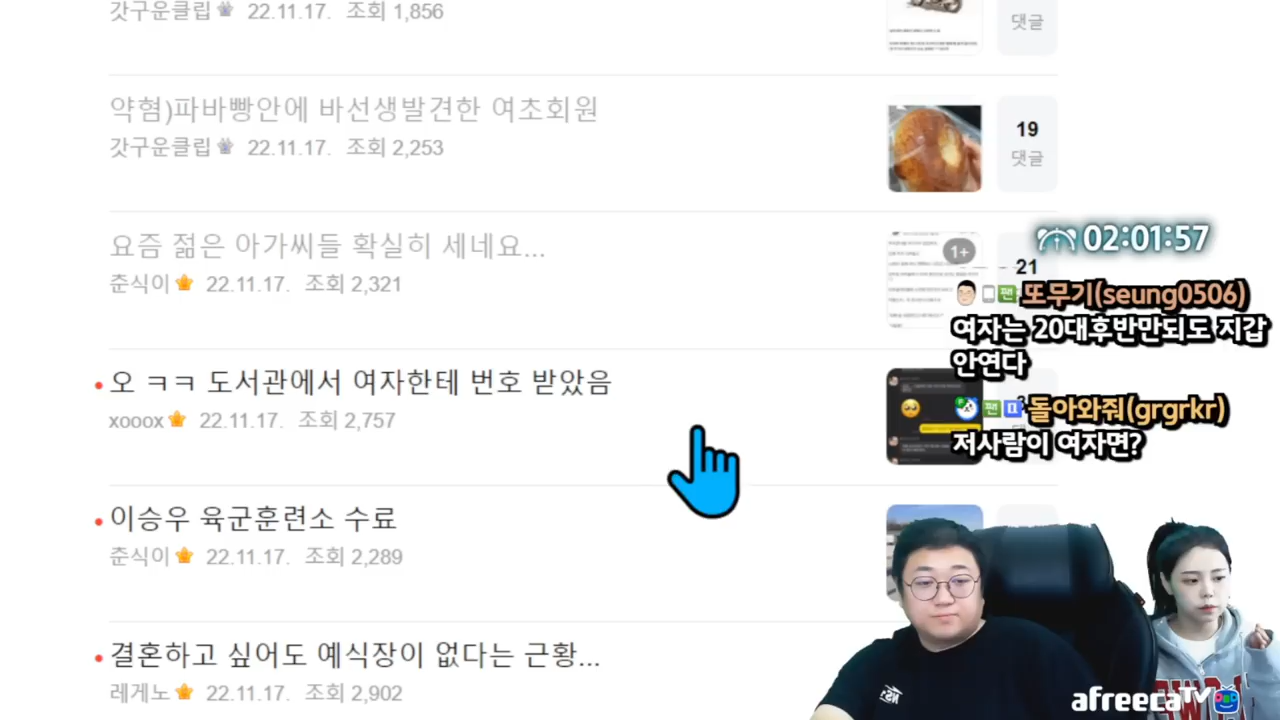 갓구운클립 22.11.17. 조회 1,856
댓글
약혐)파바빵안에 바선생발견한 여초회원
갓구운클립 22.11.17. 조회 2,253
19
댓글
요즘 젊은 아가씨들 확실히 세네요...
춘식이 22.11.17. 조회 2,321
1+
21
02:01:57
팬 또무기(seung0506)
여자는 20대후반만되도 지갑
안연다
오 ㅋㅋ 도서관에서 여자한테 번호 받았음
xooox 22.11.17. 조회 2,757
팬 돌아와줘(grgrkr)
저사람이 여자면?
이승우 육군훈련소 수료
춘식이 22.11.17. 조회 2,289
결혼하고 싶어도 예식장이 없다는 근황...
레게노 22.11.17. 조회 2,902
afreecaTV